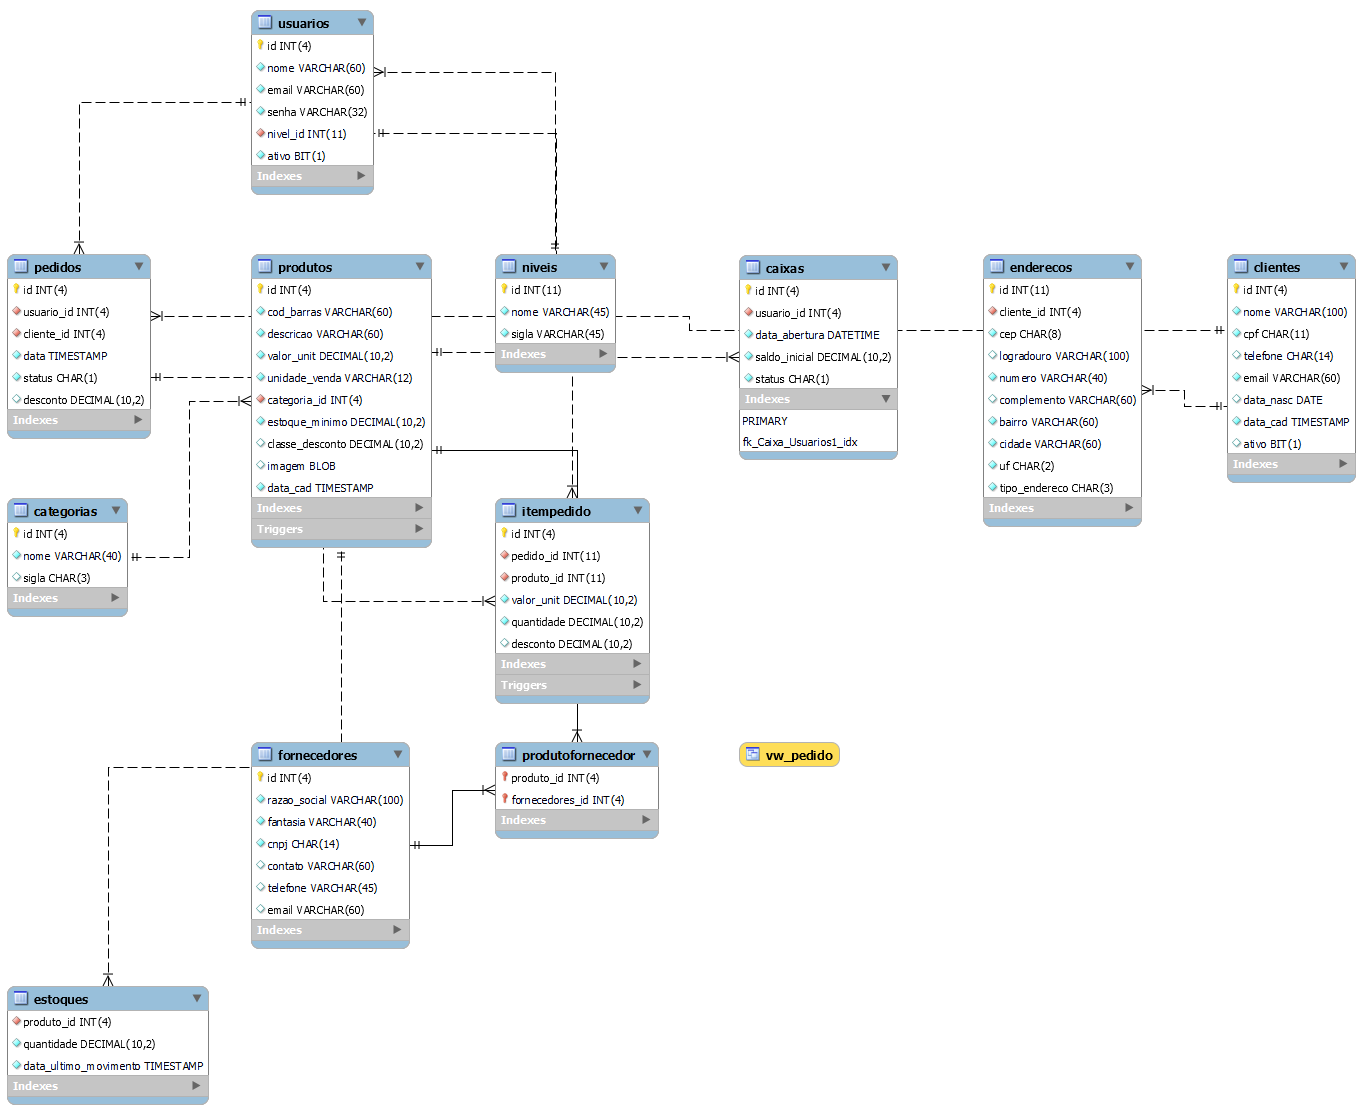 usuarios
id INT(4)
nome VARCHAR(60)
email VARCHAR(60)
senha VARCHAR(32)
nivel_id INT(11)
ativo BIT(1)
Indexes
pedidos
id INT(4)
usuario_id INT(4)
cliente_id INT(4)
data TIMESTAMP
status CHAR(1)
desconto DECIMAL(10,2)
Indexes
produtos
id INT(4)
cod_barras VARCHAR(60)
descricao VARCHAR(60)
valor_unit DECIMAL(10,2)
unidade_venda VARCHAR(12)
categoria_id INT(4)
estoque_minimo DECIMAL(10,2)
classe_desconto DECIMAL(10,2)
imagem BLOB
data_cad TIMESTAMP
Indexes
Triggers
niveis
id INT(11)
nome VARCHAR(45)
sigla VARCHAR(45)
Indexes
caixas
id INT(4)
usuario_id INT(4)
data_abertura DATETIME
saldo_inicial DECIMAL(10,2)
status CHAR(1)
Indexes
PRIMARY
fk_Caixa_Usuarios1_idx
enderecos
id INT(11)
cliente_id INT(4)
cep CHAR(8)
logradouro VARCHAR(100)
numero VARCHAR(40)
complemento VARCHAR(60)
bairro VARCHAR(60)
cidade VARCHAR(60)
uf CHAR(2)
tipo_endereco CHAR(3)
Indexes
clientes
id INT(4)
nome VARCHAR(100)
cpf CHAR(11)
telefone CHAR(14)
email VARCHAR(60)
data_nasc DATE
data_cad TIMESTAMP
ativo BIT(1)
Indexes
categorias
id INT(4)
nome VARCHAR(40)
sigla CHAR(3)
Indexes
itempedido
id INT(4)
pedido_id INT(11)
produto_id INT(11)
valor_unit DECIMAL(10,2)
quantidade DECIMAL(10,2)
desconto DECIMAL(10,2)
Indexes
Triggers
fornecedores
id INT(4)
razao_social VARCHAR(100)
fantasia VARCHAR(40)
cnpj CHAR(14)
contato VARCHAR(60)
telefone VARCHAR(45)
email VARCHAR(60)
Indexes
produtofornecedor
produto_id INT(4)
fornecedores_id INT(4)
Indexes
vw_pedido
estoques
produto_id INT(4)
quantidade DECIMAL(10,2)
data_ultimo_movimento TIMESTAMP
Indexes